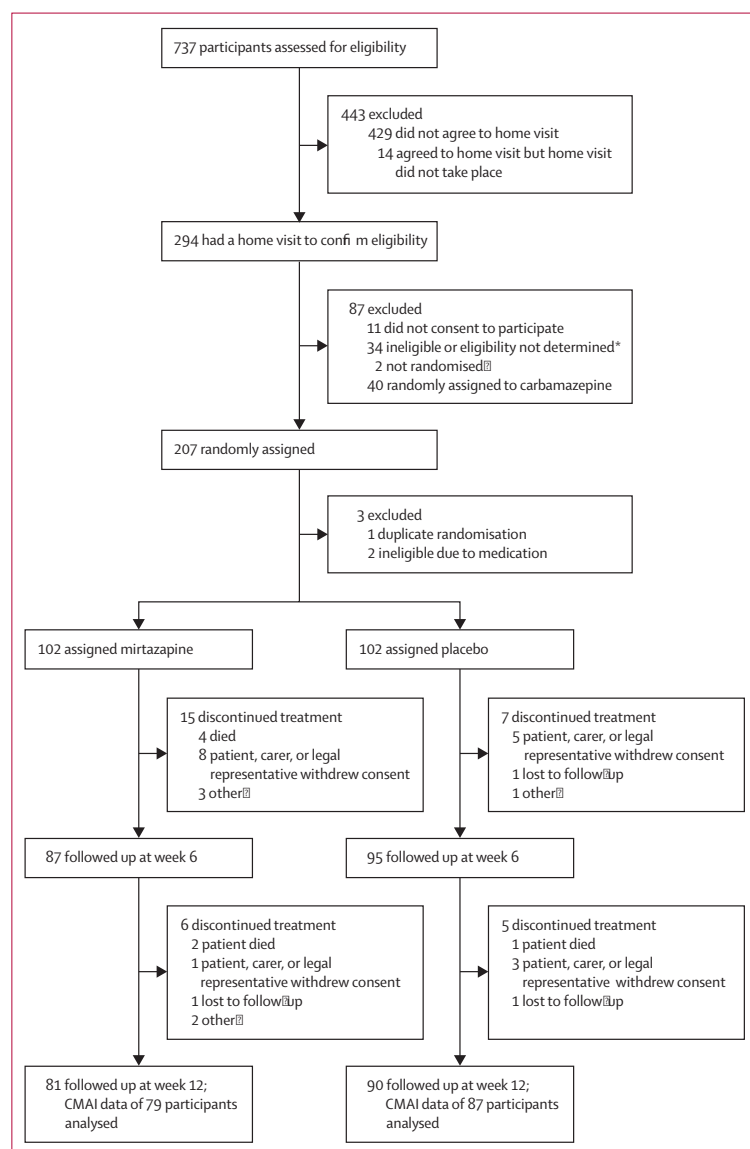 737 participants assessed for eligibility
443 excluded
429 did not agree to home visit
14 agreed to home visit but home visit
did not take place
294 had a home visit to confi m eligibility
87 excluded
11 did not consent to participate
34 ineligible or eligibility not determined*
2 not randomised⍰
40 randomly assigned to carbamazepine
207 randomly assigned
3 excluded
1 duplicate randomisation
2 ineligible due to medication
102 assigned mirtazapine
102 assigned placebo
15 discontinued treatment
4 died
8 patient, carer, or legal
representative withdrew consent
3 other⍰
7 discontinued treatment
5 patient, carer, or legal
representative withdrew consent
1 lost to follow⍰up
1 other⍰
87 followed up at week 6
95 followed up at week 6
6 discontinued treatment
2 patient died
1 patient, carer, or legal
representative withdrew consent
1 lost to follow⍰up
2 other⍰
5 discontinued treatment
1 patient died
3 patient, carer, or legal
representative withdrew consent
1 lost to follow⍰up
81 followed up at week 12;
CMAI data of 79 participants
analysed
90 followed up at week 12;
CMAI data of 87 participants
analysed